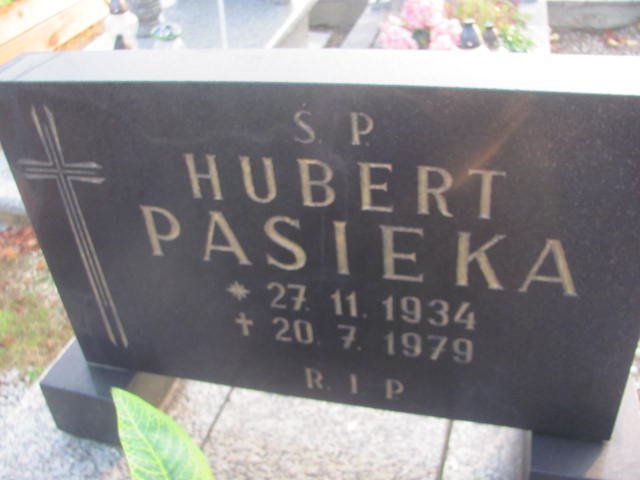 Ś. P.
HUBERT
PASIEKA
* 27. 11. 1934
✝ 20. 7. 1979
R. I P.